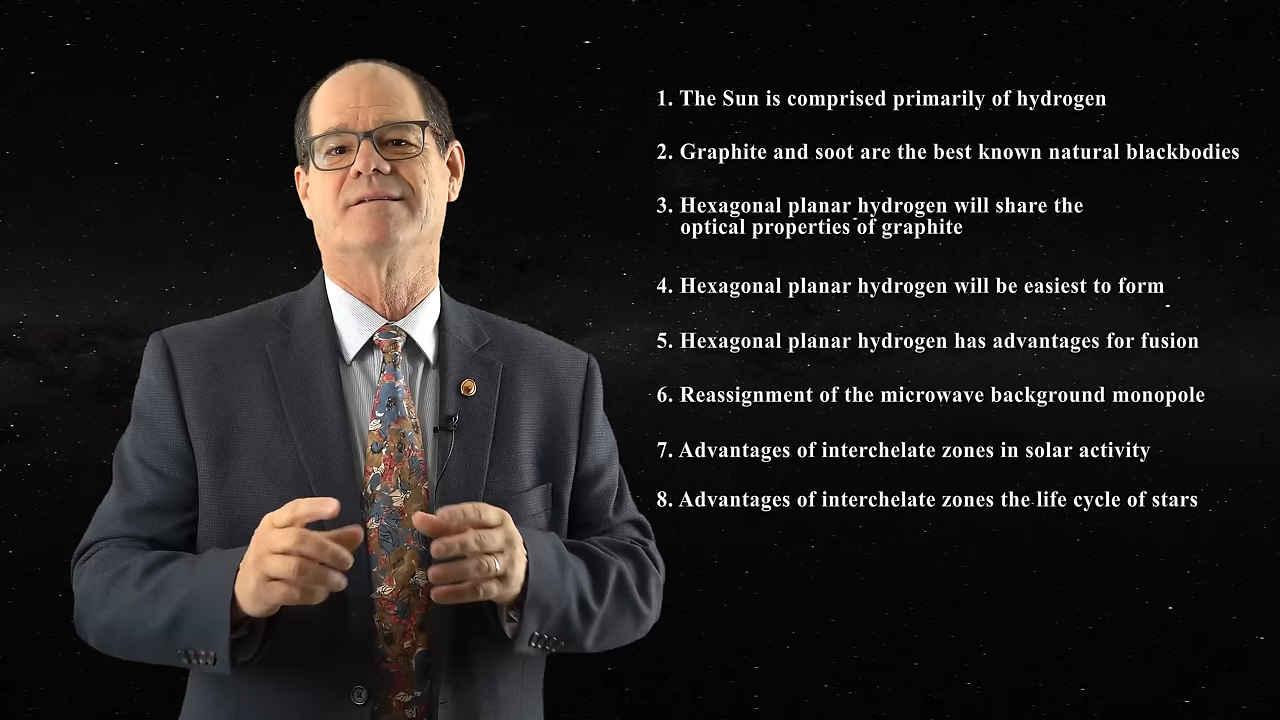 1. The Sun is comprised primarily of hydrogen
2. Graphite and soot are the best known natural blackbodies
3. Hexagonal planar hydrogen will share the
optical properties of graphite
4. Hexagonal planar hydrogen will be easiest to form
5. Hexagonal planar hydrogen has advantages for fusion
6. Reassignment of the microwave background monopole
7. Advantages of interchelate zones in solar activity
8. Advantages of interchelate zones the life cycle of stars